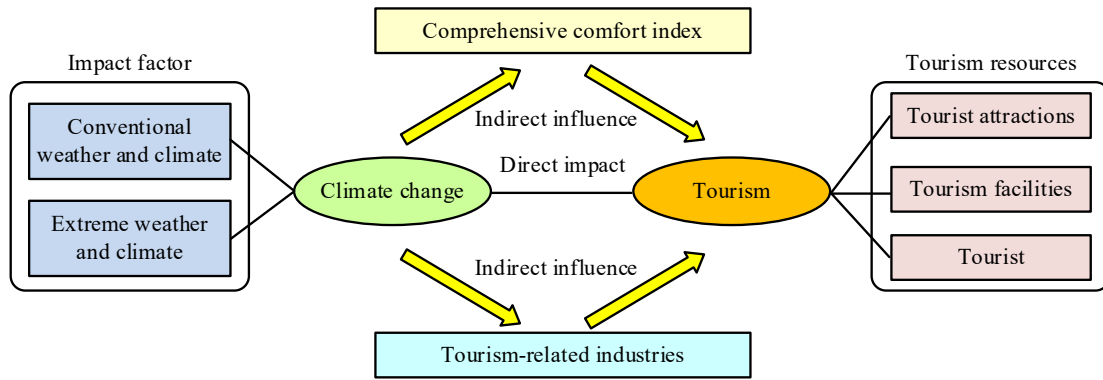 Comprehensive comfort index
Impact factor
Tourism resources
Conventional
weather and climate
Tourist attractions
Indirect influence
Direct impact
Climate change
Tourism
Tourism facilities
Extreme weather
and climate
Tourist
Indirect influence
Tourism-related industries